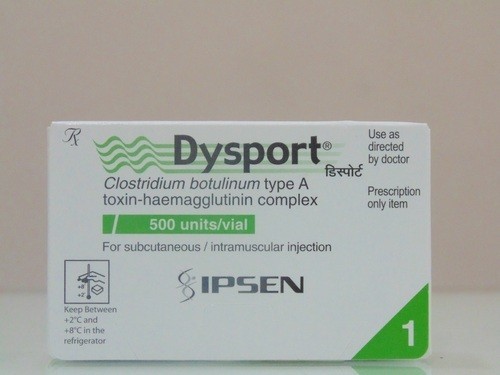 Rx
Dysport®
डिस्पोर्ट
Use as
directed
by doctor
Clostridium botulinum type A
toxin-haemagglutinin complex
Prescription
only item
500 units/vial
For subcutaneous / intramuscular injection
IPSEN
Keep Between
+2°C and
+8°C in the
refrigerator
1